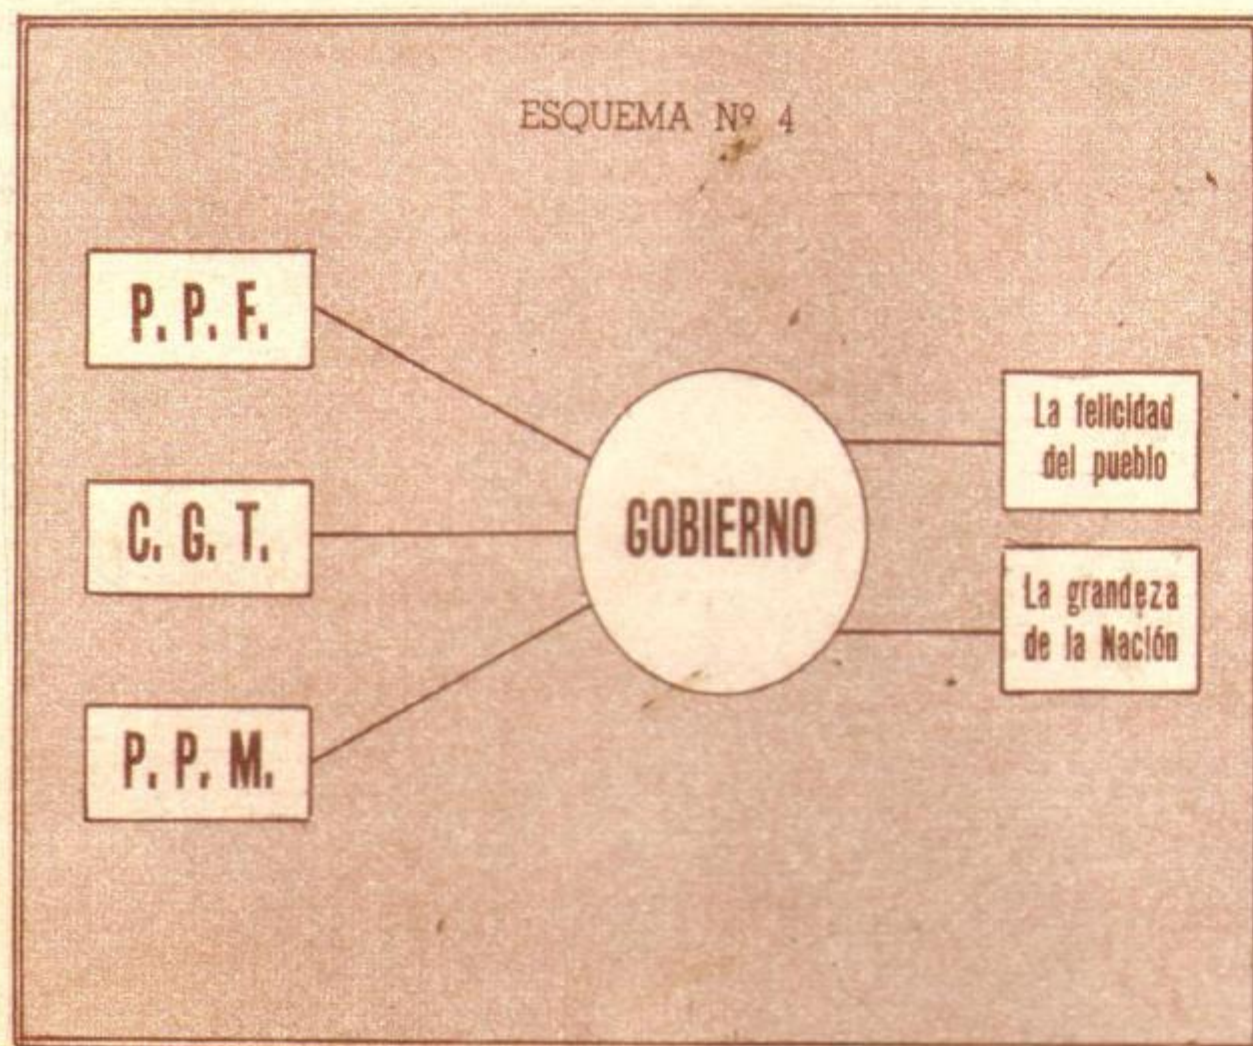 ESQUEMA Nº 4
P. P. F.
C. G. T.
P. P. M.
GOBIERNO
La felicidad
del pueblo
La grandeza
de la Nación